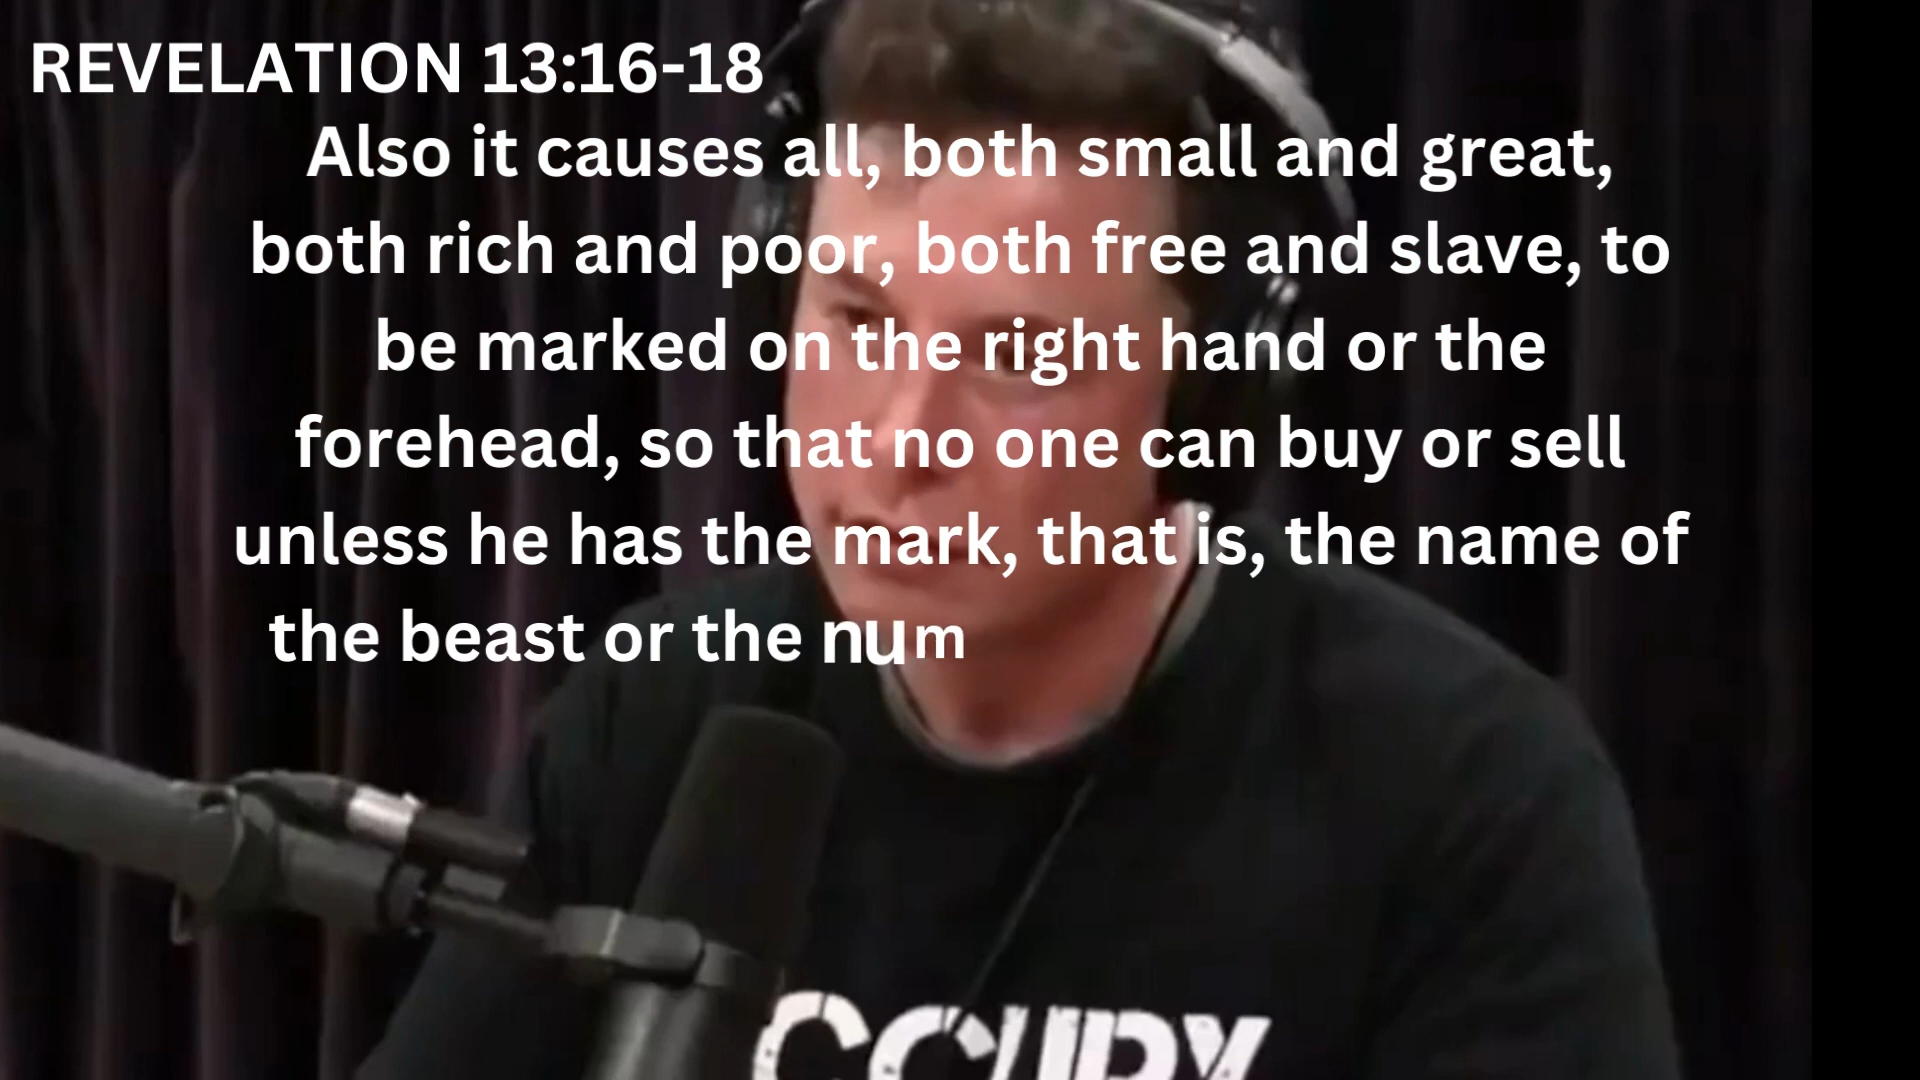 REVELATION 13:16-18
Also it causes all, both small and great,
both rich and poor, both free and slave, to
be marked on the right hand or the
forehead, so that no one can buy or sell
unless he has the mark, that is, the name of
the beast or the num
CCUPY